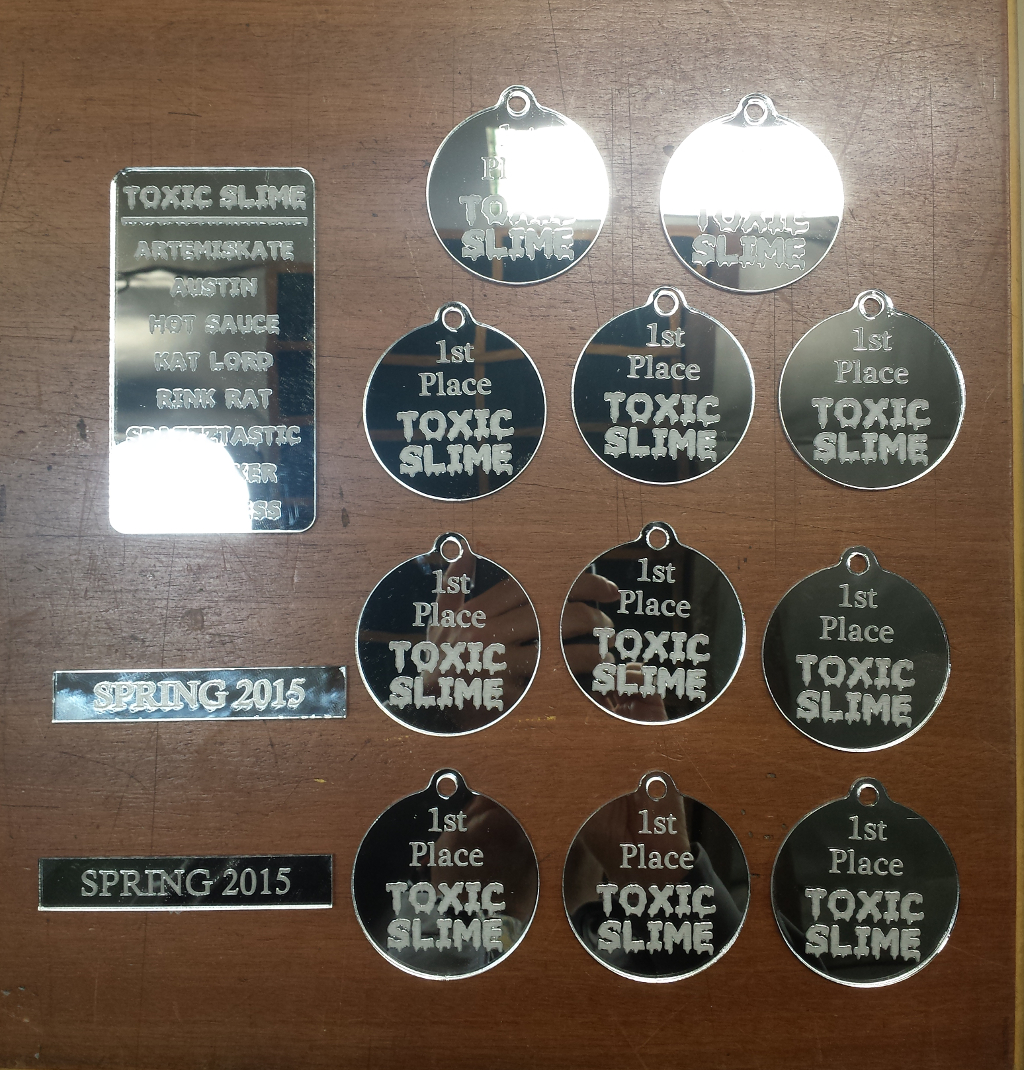 TOXIC SLIME
ARTEMISKATE
AUSTIN
HOT SAUCE
KAT LORD
RINK RAT
1st
TOXIC
SLIME
TOXIC
SLIME
1st
Place
TOXIC
SLIME
1st
Place
TOXIC
SLIME
1st
Place
TOXIC
SLIME
SPRING 2015
1st
Place
TOXIC
SLIME
1st
Place
TOXIC
SLIME
1st
Place
TOXIC
SLIME
SPRING 2015
1st
Place
TOXIC
SLIME
1st
Place
TOXIC
SLIME
1st
Place
TOXIC
SLIME